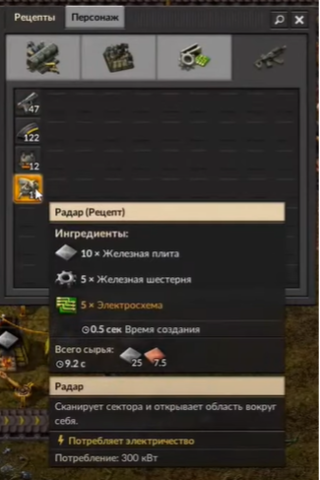 Рецепты Персонаж
47
122
12
Радар (Рецепт)
Ингредиенты:
10 × Железная плита
5 × Железная шестерня
5 × Электросхема
0.5 сек Время создания
Всего сырья:
9.2 с 25 7.5
Радар
Сканирует сектора и открывает область вокруг
себя.
Потребляет электричество
Потребление: 300 кВт